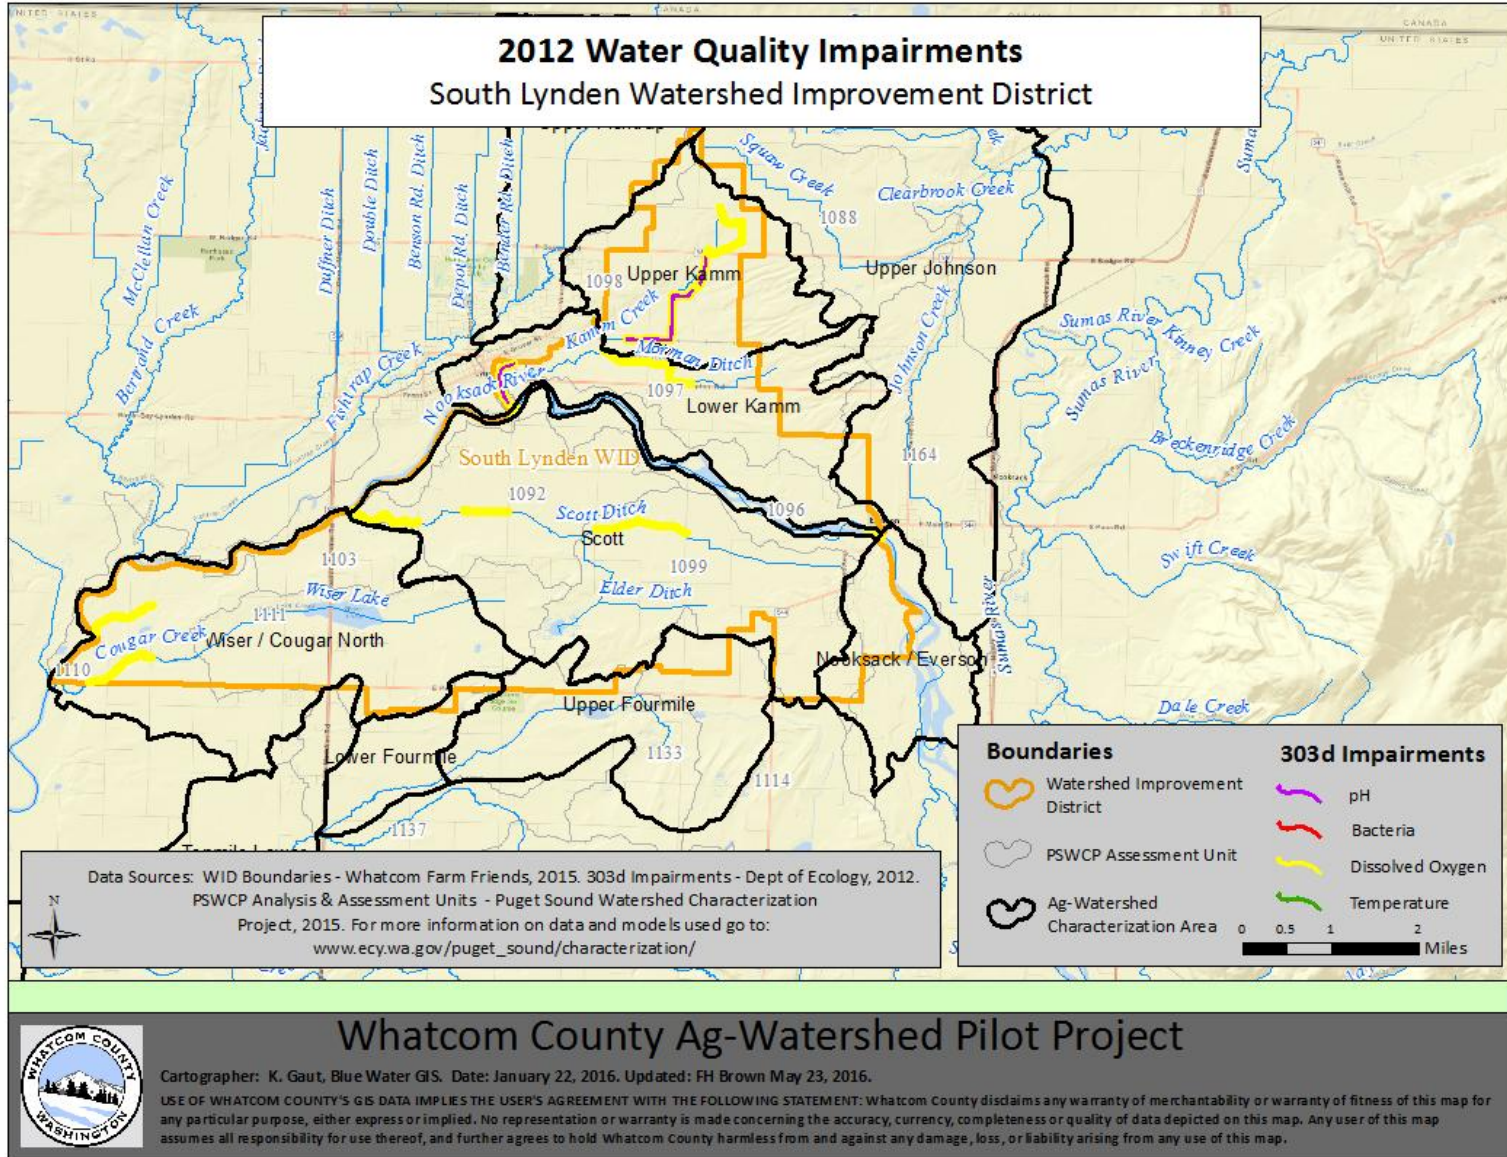 UNITED STATES
CANADA
CANADA
UNITED STATES
2012 Water Quality Impairments
South Lynden Watershed Improvement District
McClellan Creek
Bertrand Creek
Duffner Ditch
Double Ditch
Benson Rd. Ditch
Depot Rd. Ditch
Bender Rd. Ditch
Fishtrap Creek
Squaw Creek
Clearbrook Creek
1088
Upper Johnson
1098
Upper Kamm
Kamm Creek
Mormon Ditch
Nooksack River
1097
Lower Kamm
Johnson Creek
Sumas River
Kinney Creek
Sumas River
Breckenridge Creek
South Lynden WID
1164
Nooksack
1092
Scott Ditch
Scott
1096
Swift Creek
1103
1099
Wiser Lake
Elder Ditch
1111
Cougar Creek
Wiser / Cougar North
1110
Nooksack / Everson
Sumas River
Upper Fourmile
Dale Creek
Lower Fourmile
1133
1114
1137
Boundaries
Watershed Improvement
District
PSWCP Assessment Unit
Ag-Watershed
Characterization Area
303d Impairments
pH
Bacteria
Dissolved Oxygen
Temperature
0 0.5 1 2
Miles
N
Data Sources: WID Boundaries - Whatcom Farm Friends, 2015. 303d Impairments - Dept of Ecology, 2012.
PSWCP Analysis & Assessment Units - Puget Sound Watershed Characterization
Project, 2015. For more information on data and models used go to:
www.ecy.wa.gov/puget_sound/characterization/
WHATCOM COUNTY
WASHINGTON
Whatcom County Ag-Watershed Pilot Project
Cartographer: K. Gaut, Blue Water GIS. Date: January 22, 2016. Updated: FH Brown May 23, 2016.
USE OF WHATCOM COUNTY'S GIS DATA IMPLIES THE USER'S AGREEMENT WITH THE FOLLOWING STATEMENT: Whatcom County disclaims any warranty of merchantability or warranty of fitness of this map for
any particular purpose, either express or implied. No representation or warranty is made concerning the accuracy, currency, completeness or quality of data depicted on this map. Any user of this map
assumes all responsibility for use thereof, and further agrees to hold Whatcom County harmless from and against any damage, loss, or liability arising from any use of this map.